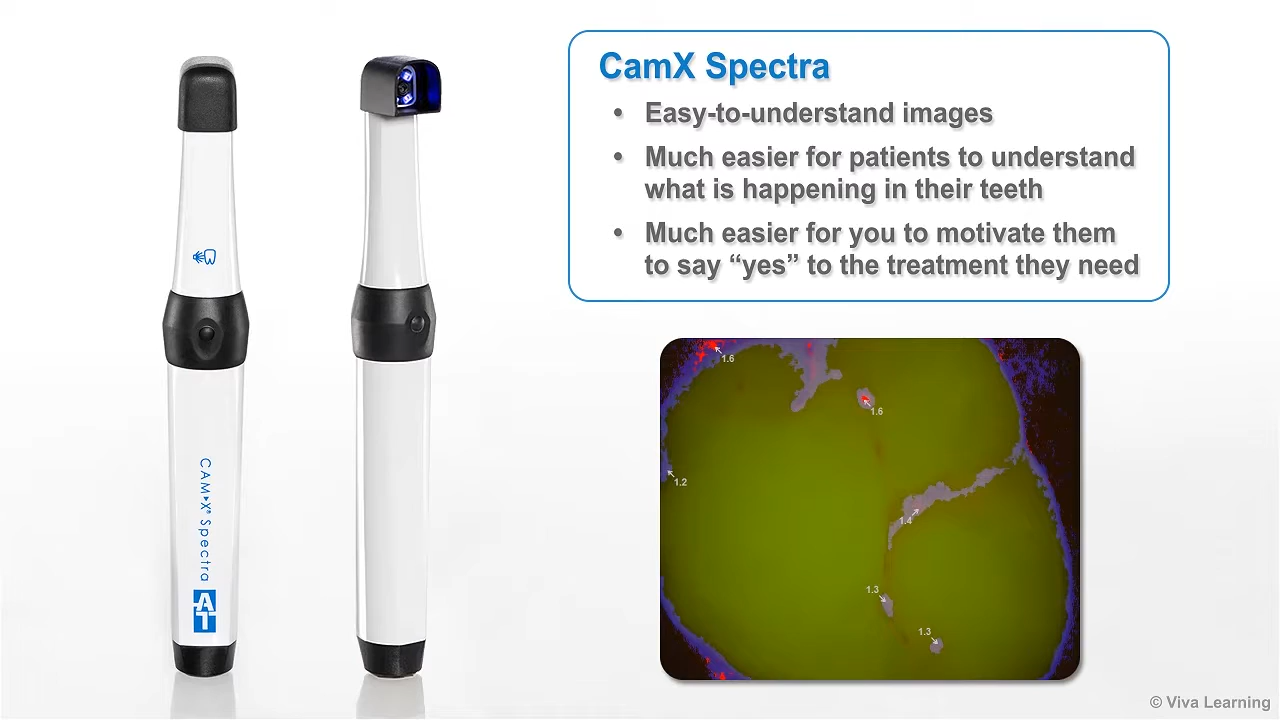 CamX Spectra
• Easy-to-understand images
• Much easier for patients to understand
what is happening in their teeth
• Much easier for you to motivate them
to say “yes” to the treatment they need
CAM▸X® Spectra
AT
1.6
1.6
1.2
1.4
1.3
1.3
© Viva Learning